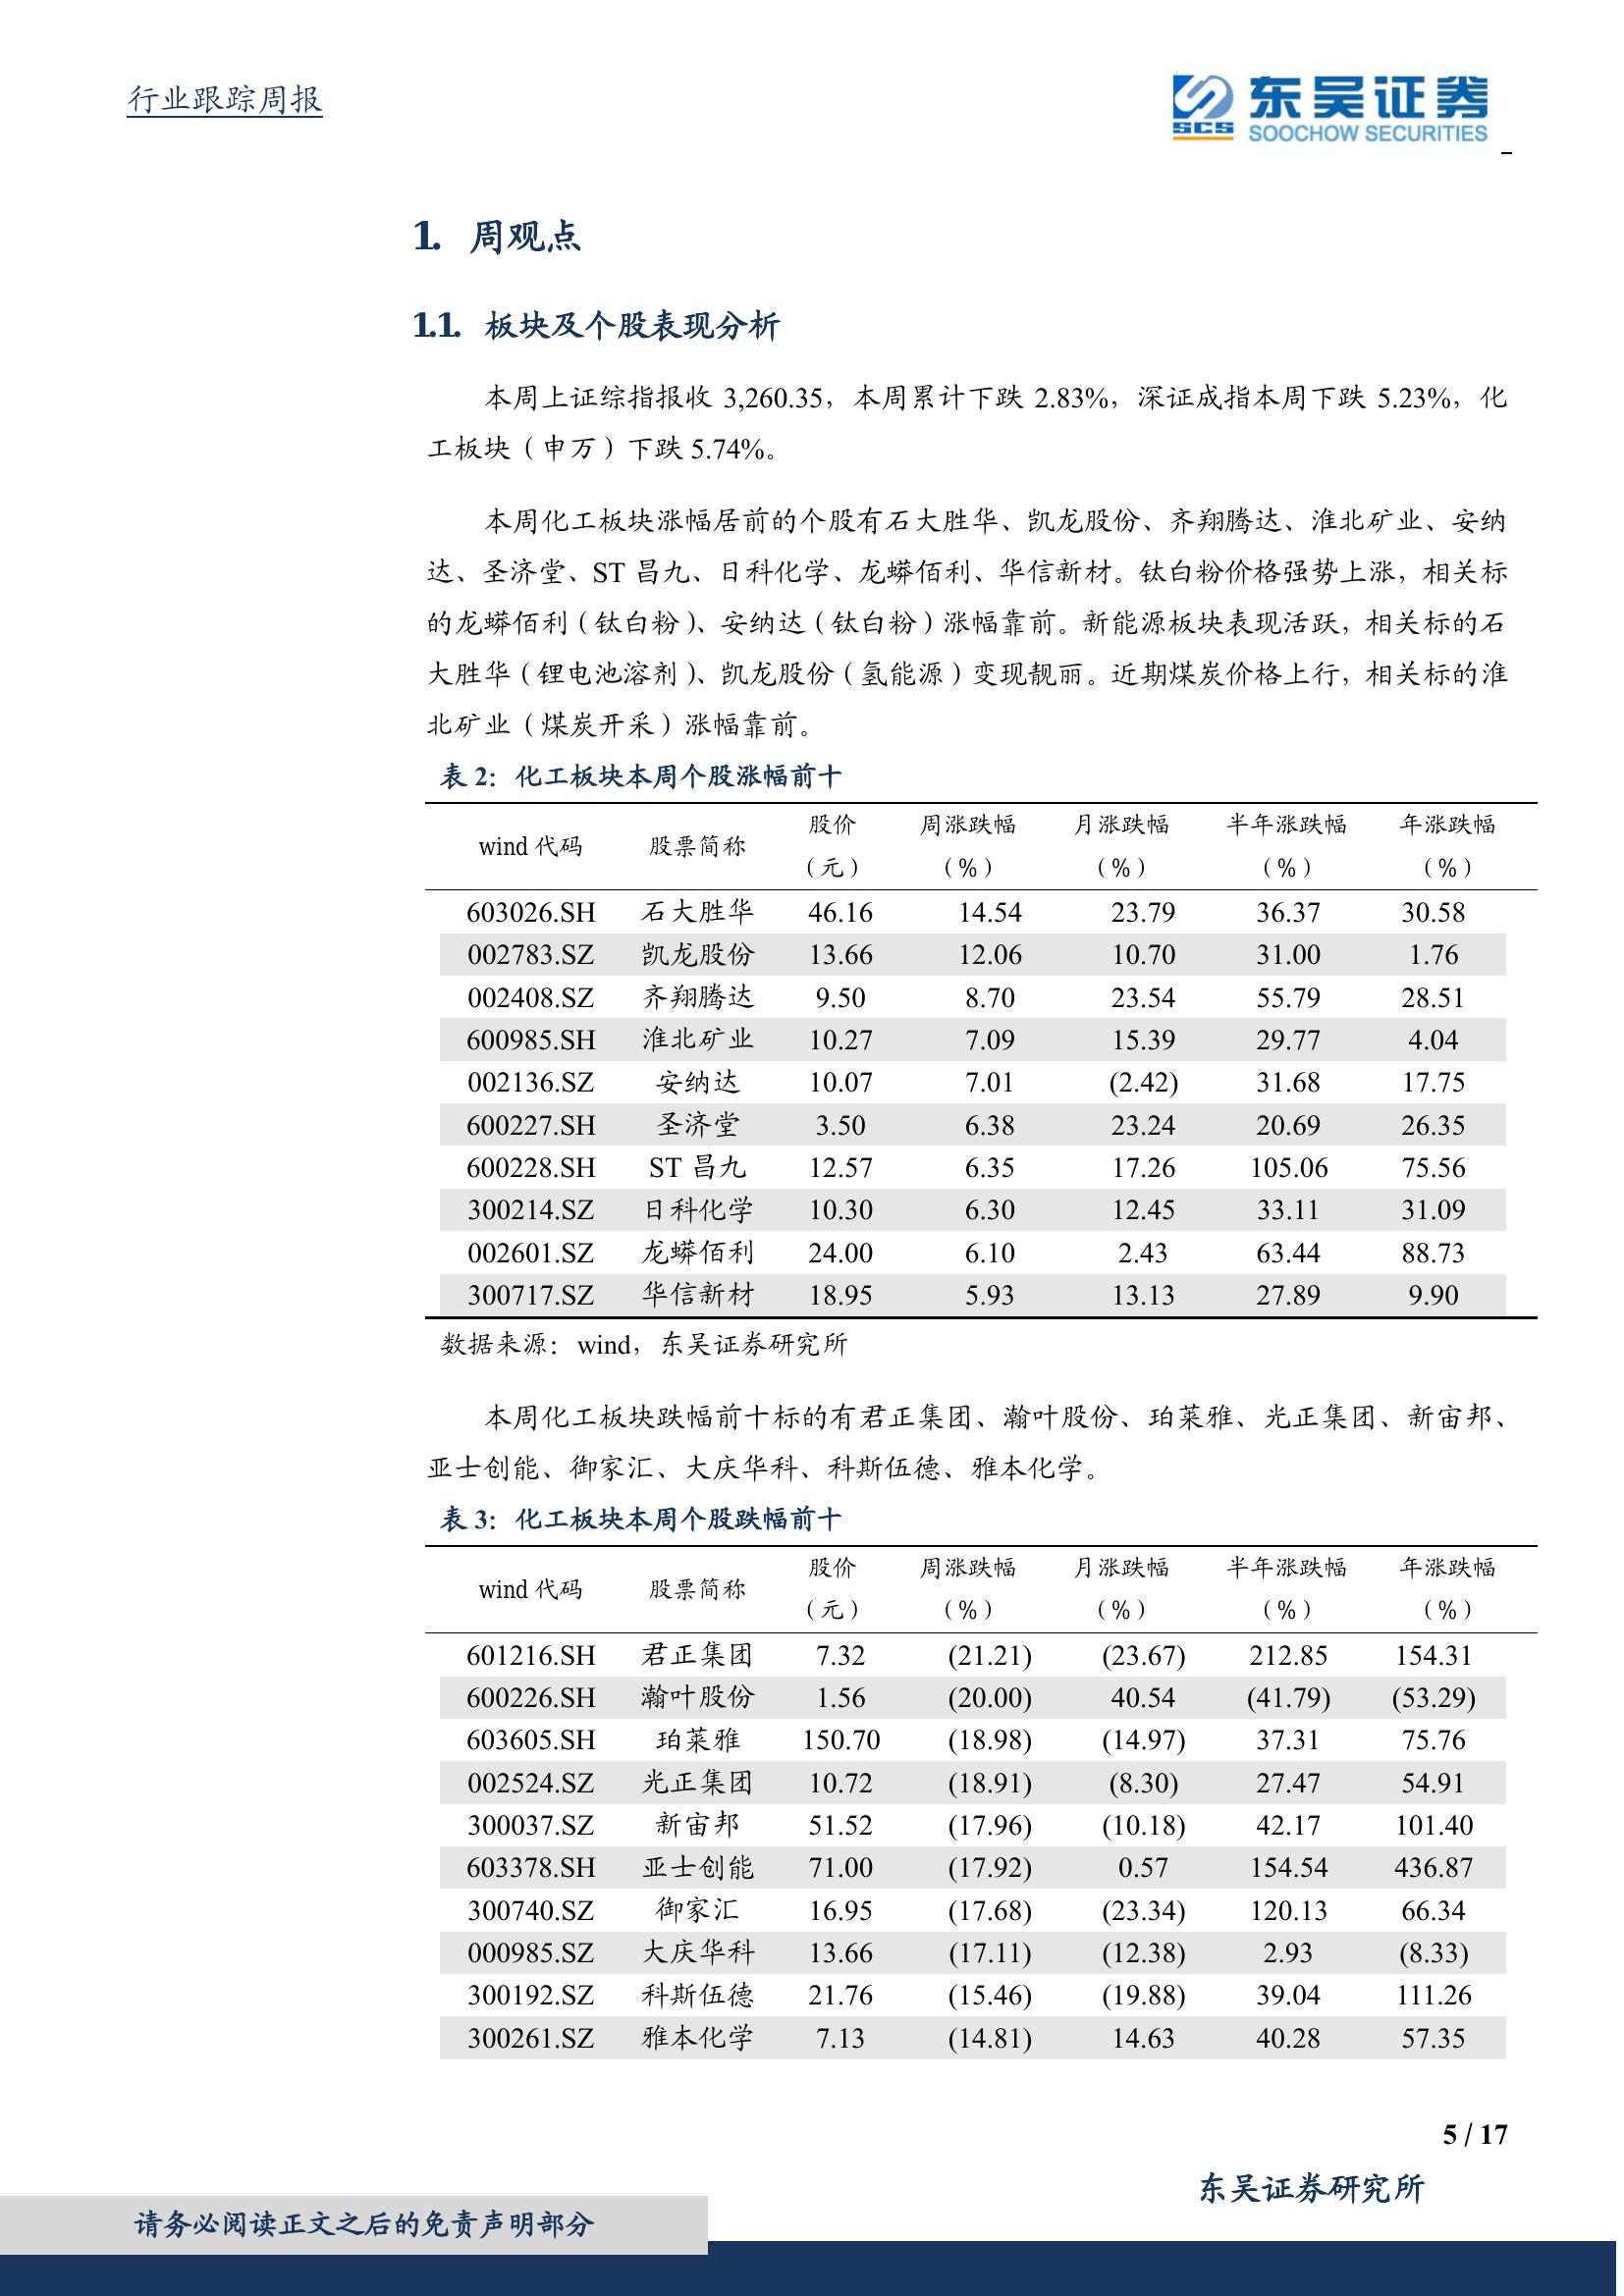 行业跟踪周报
东吴证券
SCS
SOOCHOW SECURITIES
1. 周观点
1.1. 板块及个股表现分析
本周上证综指报收 3,260.35，本周累计下跌 2.83%，深证成指本周下跌 5.23%，化
工板块（申万）下跌 5.74%。
本周化工板块涨幅居前的个股有石大胜华、凯龙股份、齐翔腾达、淮北矿业、安纳
达、圣济堂、ST 昌九、日科化学、龙蟒佰利、华信新材。钛白粉价格强势上涨，相关标
的龙蟒佰利（钛白粉）、安纳达（钛白粉）涨幅靠前。新能源板块表现活跃，相关标的石
大胜华（锂电池溶剂）、凯龙股份（氢能源）变现靓丽。近期煤炭价格上行，相关标的淮
北矿业（煤炭开采）涨幅靠前。
表 2：化工板块本周个股涨幅前十
wind 代码 股票简称 股价 周涨跌幅 月涨跌幅 半年涨跌幅 年涨跌幅
（元） （%） （%） （%） （%）
603026.SH 石大胜华 46.16 14.54 23.79 36.37 30.58
002783.SZ 凯龙股份 13.66 12.06 10.70 31.00 1.76
002408.SZ 齐翔腾达 9.50 8.70 23.54 55.79 28.51
600985.SH 淮北矿业 10.27 7.09 15.39 29.77 4.04
002136.SZ 安纳达 10.07 7.01 (2.42) 31.68 17.75
600227.SH 圣济堂 3.50 6.38 23.24 20.69 26.35
600228.SH ST 昌九 12.57 6.35 17.26 105.06 75.56
300214.SZ 日科化学 10.30 6.30 12.45 33.11 31.09
002601.SZ 龙蟒佰利 24.00 6.10 2.43 63.44 88.73
300717.SZ 华信新材 18.95 5.93 13.13 27.89 9.90
数据来源：wind，东吴证券研究所
本周化工板块跌幅前十标的有君正集团、瀚叶股份、珀莱雅、光正集团、新宙邦、
亚士创能、御家汇、大庆华科、科斯伍德、雅本化学。
表 3：化工板块本周个股跌幅前十
wind 代码 股票简称 股价 周涨跌幅 月涨跌幅 半年涨跌幅 年涨跌幅
（元） （%） （%） （%） （%）
601216.SH 君正集团 7.32 (21.21) (23.67) 212.85 154.31
600226.SH 瀚叶股份 1.56 (20.00) 40.54 (41.79) (53.29)
603605.SH 珀莱雅 150.70 (18.98) (14.97) 37.31 75.76
002524.SZ 光正集团 10.72 (18.91) (8.30) 27.47 54.91
300037.SZ 新宙邦 51.52 (17.96) (10.18) 42.17 101.40
603378.SH 亚士创能 71.00 (17.92) 0.57 154.54 436.87
300740.SZ 御家汇 16.95 (17.68) (23.34) 120.13 66.34
000985.SZ 大庆华科 13.66 (17.11) (12.38) 2.93 (8.33)
300192.SZ 科斯伍德 21.76 (15.46) (19.88) 39.04 111.26
300261.SZ 雅本化学 7.13 (14.81) 14.63 40.28 57.35
5 / 17
东吴证券研究所
请务必阅读正文之后的免责声明部分